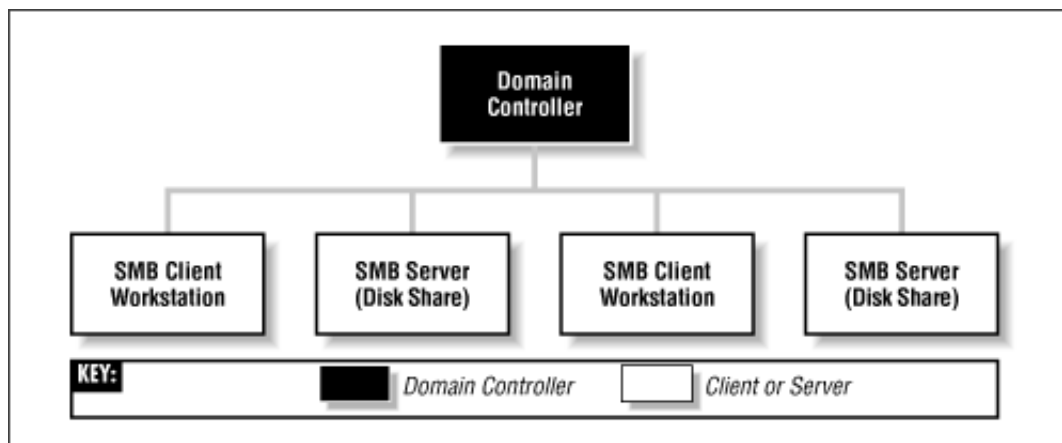 Domain
Controller
SMB Client
Workstation
SMB Server
(Disk Share)
SMB Client
Workstation
SMB Server
(Disk Share)
KEY:
Domain Controller
Client or Server